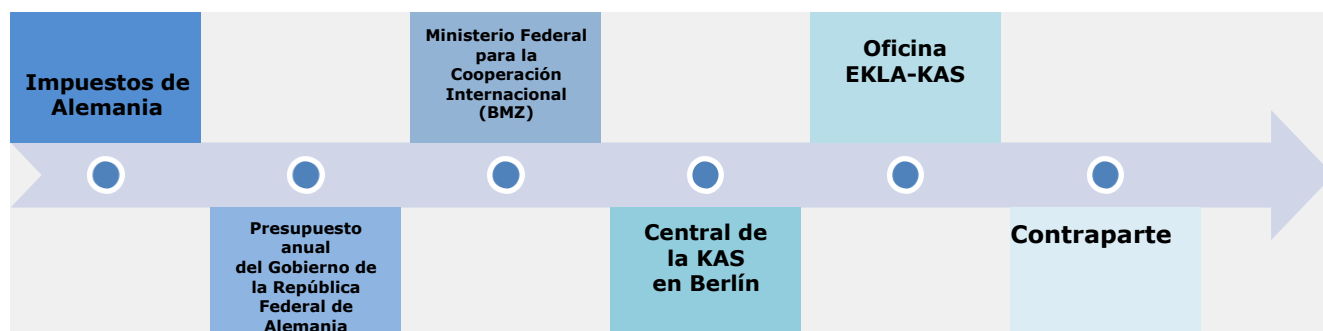 Impuestos de
Alemania
Presupuesto
anual
del Gobierno de
la República
Federal de
Alemania
Ministerio Federal
para la
Cooperación
Internacional
(BMZ)
Central de
la KAS
en Berlín
Oficina
EKLA-KAS
Contraparte